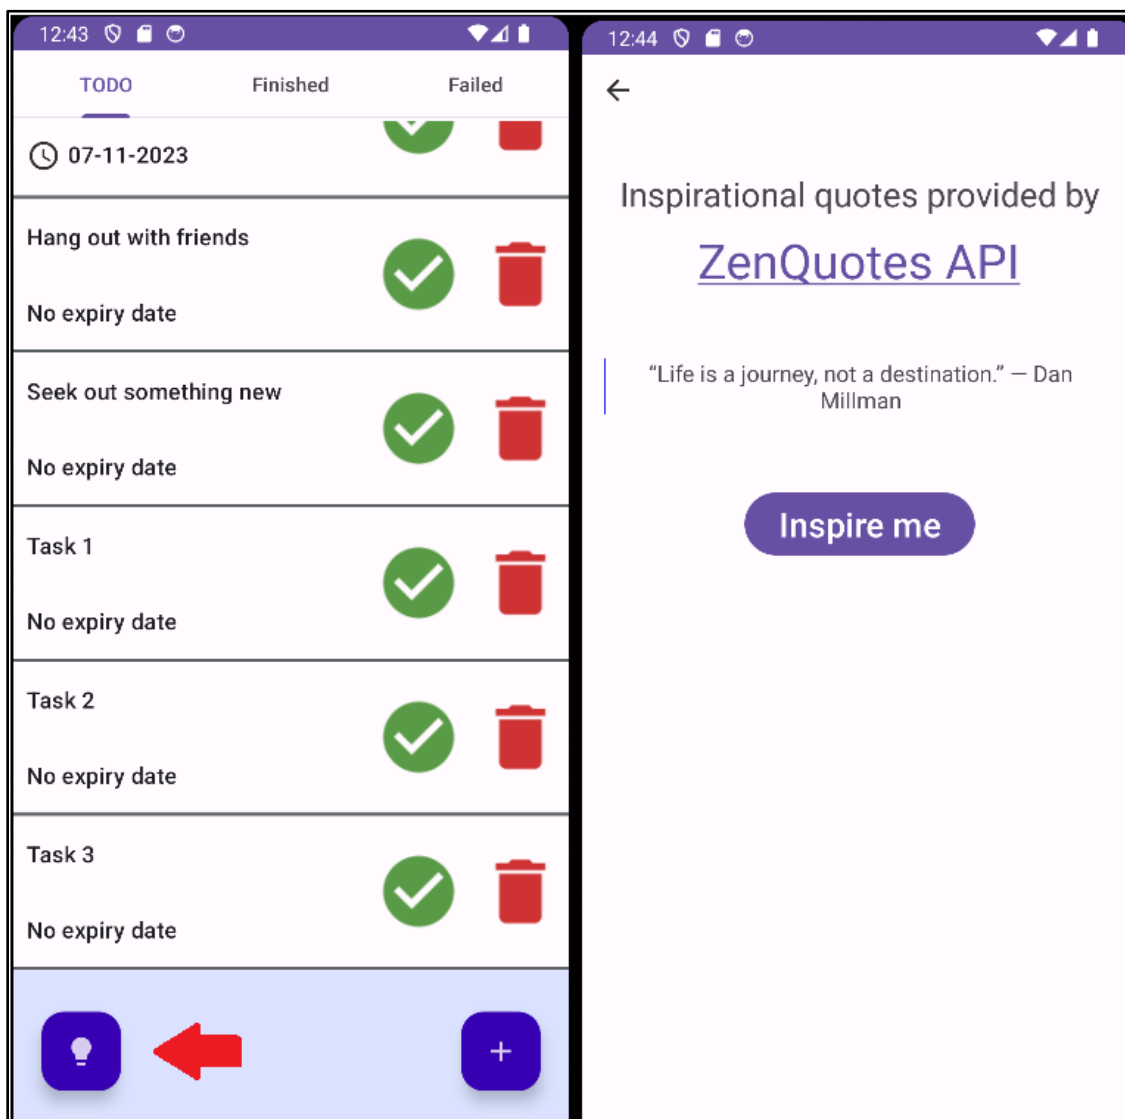 12:43
TODO Finished Failed
07-11-2023
Hang out with friends
No expiry date
Seek out something new
No expiry date
Task 1
No expiry date
Task 2
No expiry date
Task 3
No expiry date
+
12:44
Inspirational quotes provided by
ZenQuotes API
“Life is a journey, not a destination.” — Dan
Millman
Inspire me